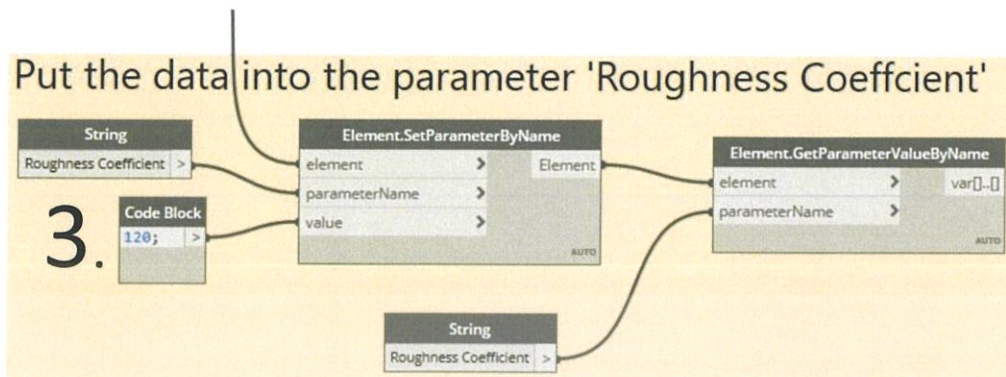 Put the data into the parameter 'Roughness Coeffcient'
String
Roughness Coefficient >
Element.SetParameterByName
element > Element
parameterName >
value >
AUTO
Element.GetParameterValueByName
element > var[]..[]
parameterName >
AUTO
3.
Code Block
120; >
String
Roughness Coefficient >